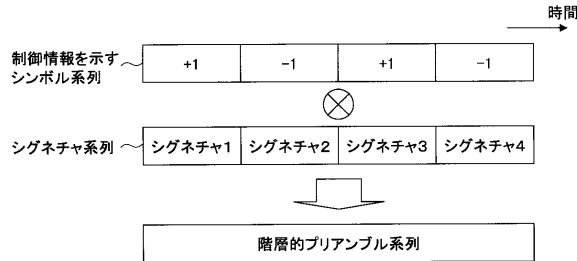 時間
制御情報を示す
シンボル系列
+1 -1 +1 -1
シグネチャ系列
シグネチャ1 シグネチャ2 シグネチャ3 シグネチャ4
階層的プリアンブル系列